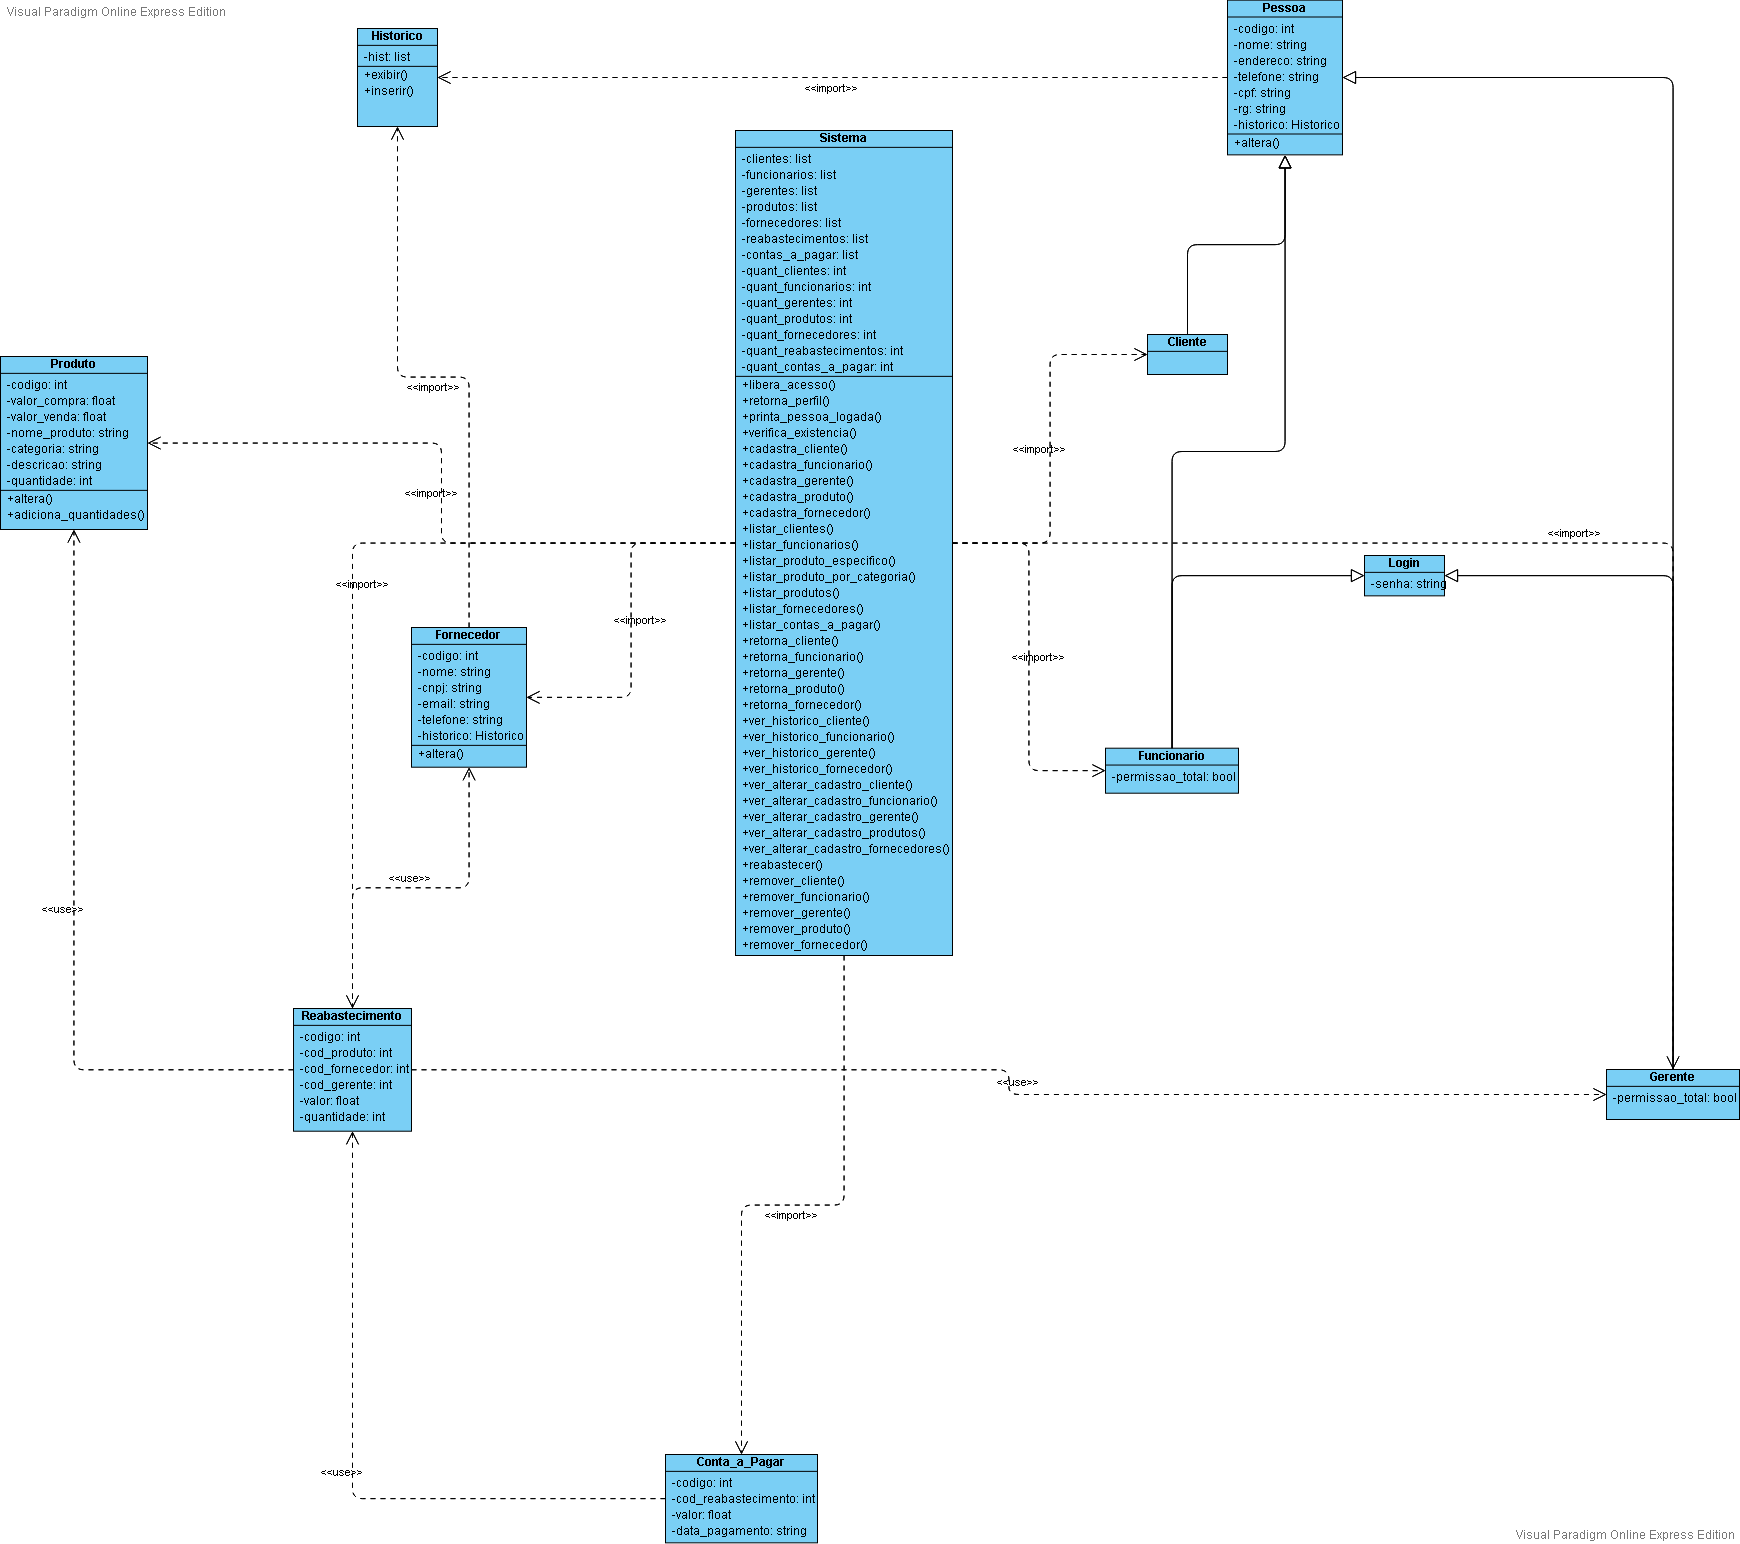 Visual Paradigm Online Express Edition
Historico
-hist: list
+exibir()
+inserir()
<<import>>
Pessoa
-codigo: int
-nome: string
-endereco: string
-telefone: string
-cpf: string
-rg: string
-historico: Historico
+altera()
Sistema
-clientes: list
-funcionarios: list
-gerentes: list
-produtos: list
-fornecedores: list
-reabastecimentos: list
-contas_a_pagar: list
-quant_clientes: int
-quant_funcionarios: int
-quant_gerentes: int
-quant_produtos: int
-quant_fornecedores: int
-quant_reabastecimentos: int
-quant_contas_a_pagar: int
+libera_acesso()
+retorna_perfil()
+printa_pessoa_logada()
+verifica_existencia()
+cadastra_cliente()
+cadastra_funcionario()
+cadastra_gerente()
+cadastra_produto()
+cadastra_fornecedor()
+listar_clientes()
+listar_funcionarios()
+listar_produto_especifico()
+listar_produto_por_categoria()
+listar_produtos()
+listar_fornecedores()
+listar_contas_a_pagar()
+retorna_cliente()
+retorna_funcionario()
+retorna_gerente()
+retorna_produto()
+retorna_fornecedor()
+ver_historico_cliente()
+ver_historico_funcionario()
+ver_historico_gerente()
+ver_historico_fornecedor()
+ver_alterar_cadastro_cliente()
+ver_alterar_cadastro_funcionario()
+ver_alterar_cadastro_gerente()
+ver_alterar_cadastro_produtos()
+ver_alterar_cadastro_fornecedores()
+reabastecer()
+remover_cliente()
+remover_funcionario()
+remover_gerente()
+remover_produto()
+remover_fornecedor()
Cliente
Produto
-codigo: int
-valor_compra: float
-valor_venda: float
-nome_produto: string
-categoria: string
-descricao: string
-quantidade: int
+altera()
+adiciona_quantidades()
<<import>>
<<import>>
<<import>>
<<import>>
<<import>>
<<import>>
<<import>>
Login
-senha: string
Fornecedor
-codigo: int
-nome: string
-cnpj: string
-email: string
-telefone: string
-historico: Historico
+altera()
Funcionario
-permissao_total: bool
<<use>>
<<use>>
Reabastecimento
-codigo: int
-cod_produto: int
-cod_fornecedor: int
-cod_gerente: int
-valor: float
-quantidade: int
<<use>>
Gerente
-permissao_total: bool
<<import>>
<<use>>
Conta_a_Pagar
-codigo: int
-cod_reabastecimento: int
-valor: float
-data_pagamento: string
Visual Paradigm Online Express Edition